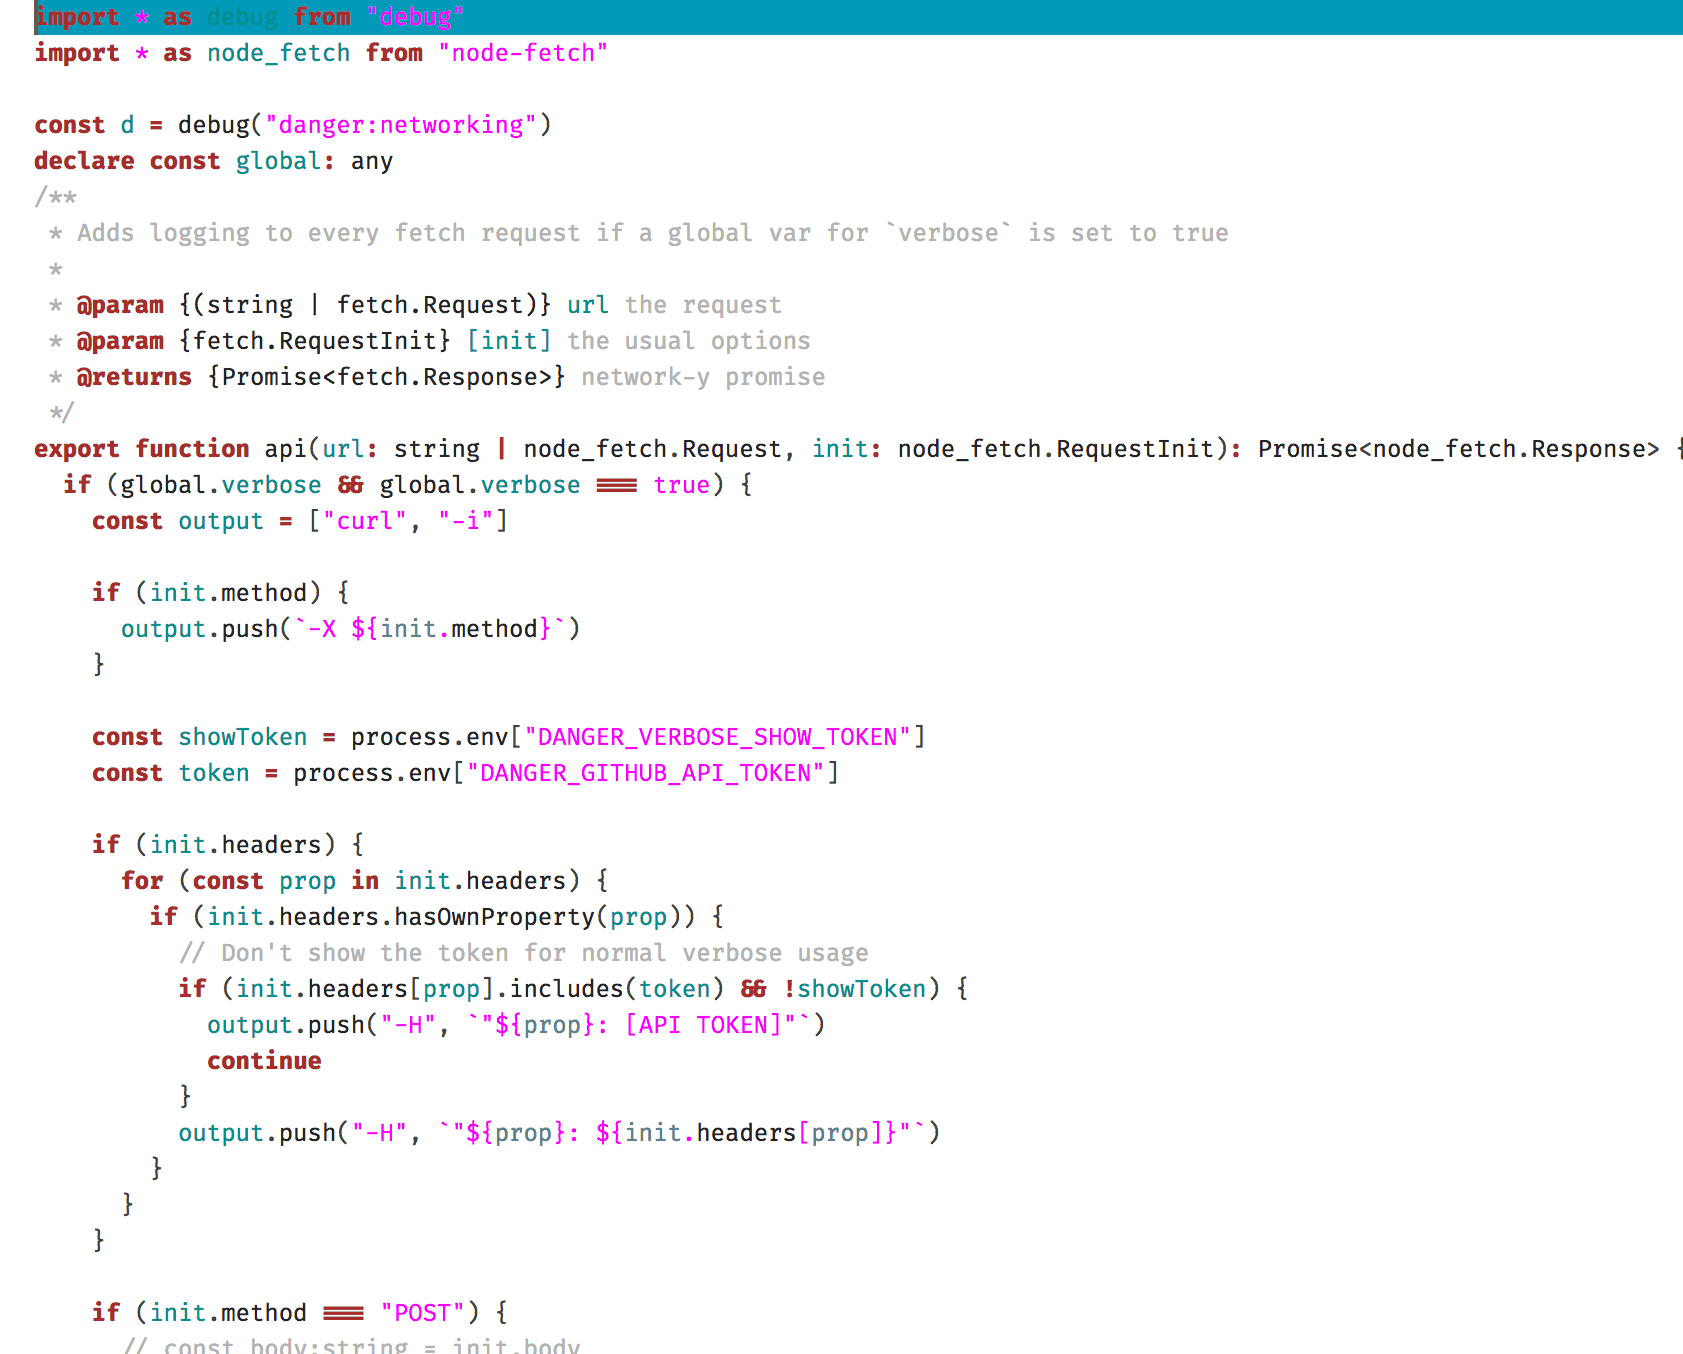 import * as debug from "debug"
import * as node_fetch from "node-fetch"

const d = debug("danger:networking")
declare const global: any
/**
 * Adds logging to every fetch request if a global var for `verbose` is set to true
 *
 * @param {(string | fetch.Request)} url the request
 * @param {fetch.RequestInit} [init] the usual options
 * @returns {Promise<fetch.Response>} network-y promise
 */
export function api(url: string | node_fetch.Request, init: node_fetch.RequestInit): Promise<node_fetch.Response> {
  if (global.verbose && global.verbose === true) {
    const output = ["curl", "-i"]

    if (init.method) {
      output.push(`-X ${init.method}`)
    }

    const showToken = process.env["DANGER_VERBOSE_SHOW_TOKEN"]
    const token = process.env["DANGER_GITHUB_API_TOKEN"]

    if (init.headers) {
      for (const prop in init.headers) {
        if (init.headers.hasOwnProperty(prop)) {
          // Don't show the token for normal verbose usage
          if (init.headers[prop].includes(token) && !showToken) {
            output.push("-H", `"${prop}: [API TOKEN]"`)
            continue
          }
          output.push("-H", `"${prop}: ${init.headers[prop]}"`)
        }
      }
    }

    if (init.method === "POST") {
      // const body:string = init.body